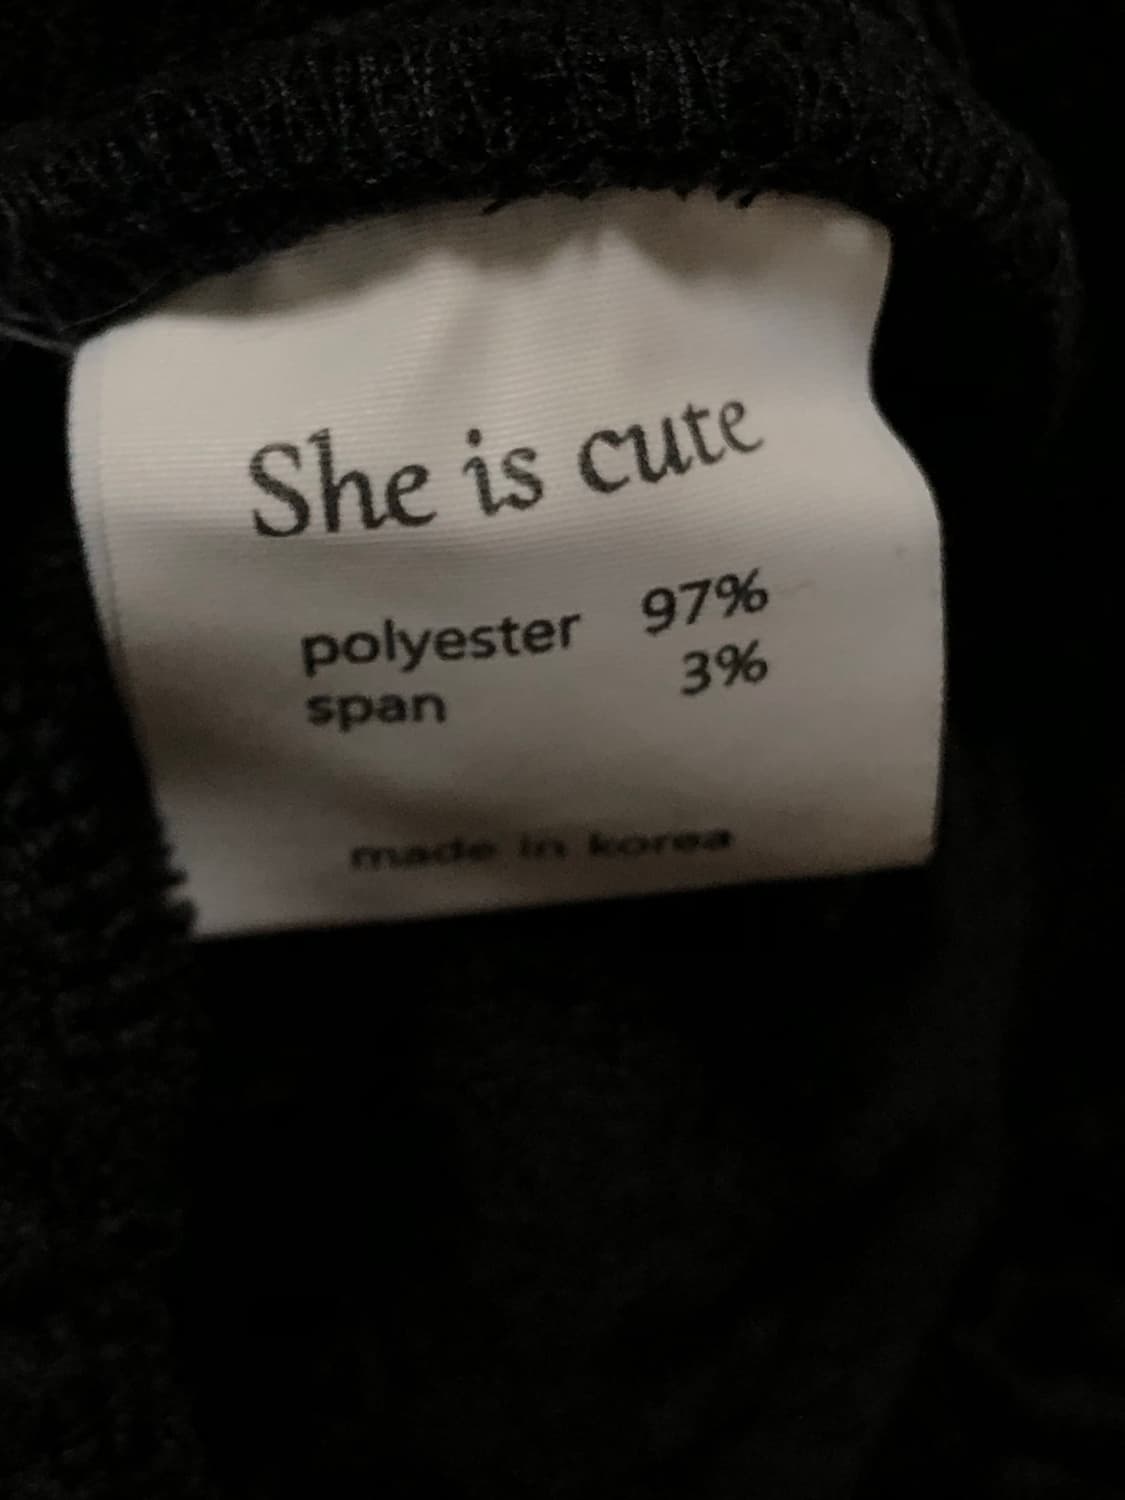 She is cute
polyester 97%
span 3%
made in korea